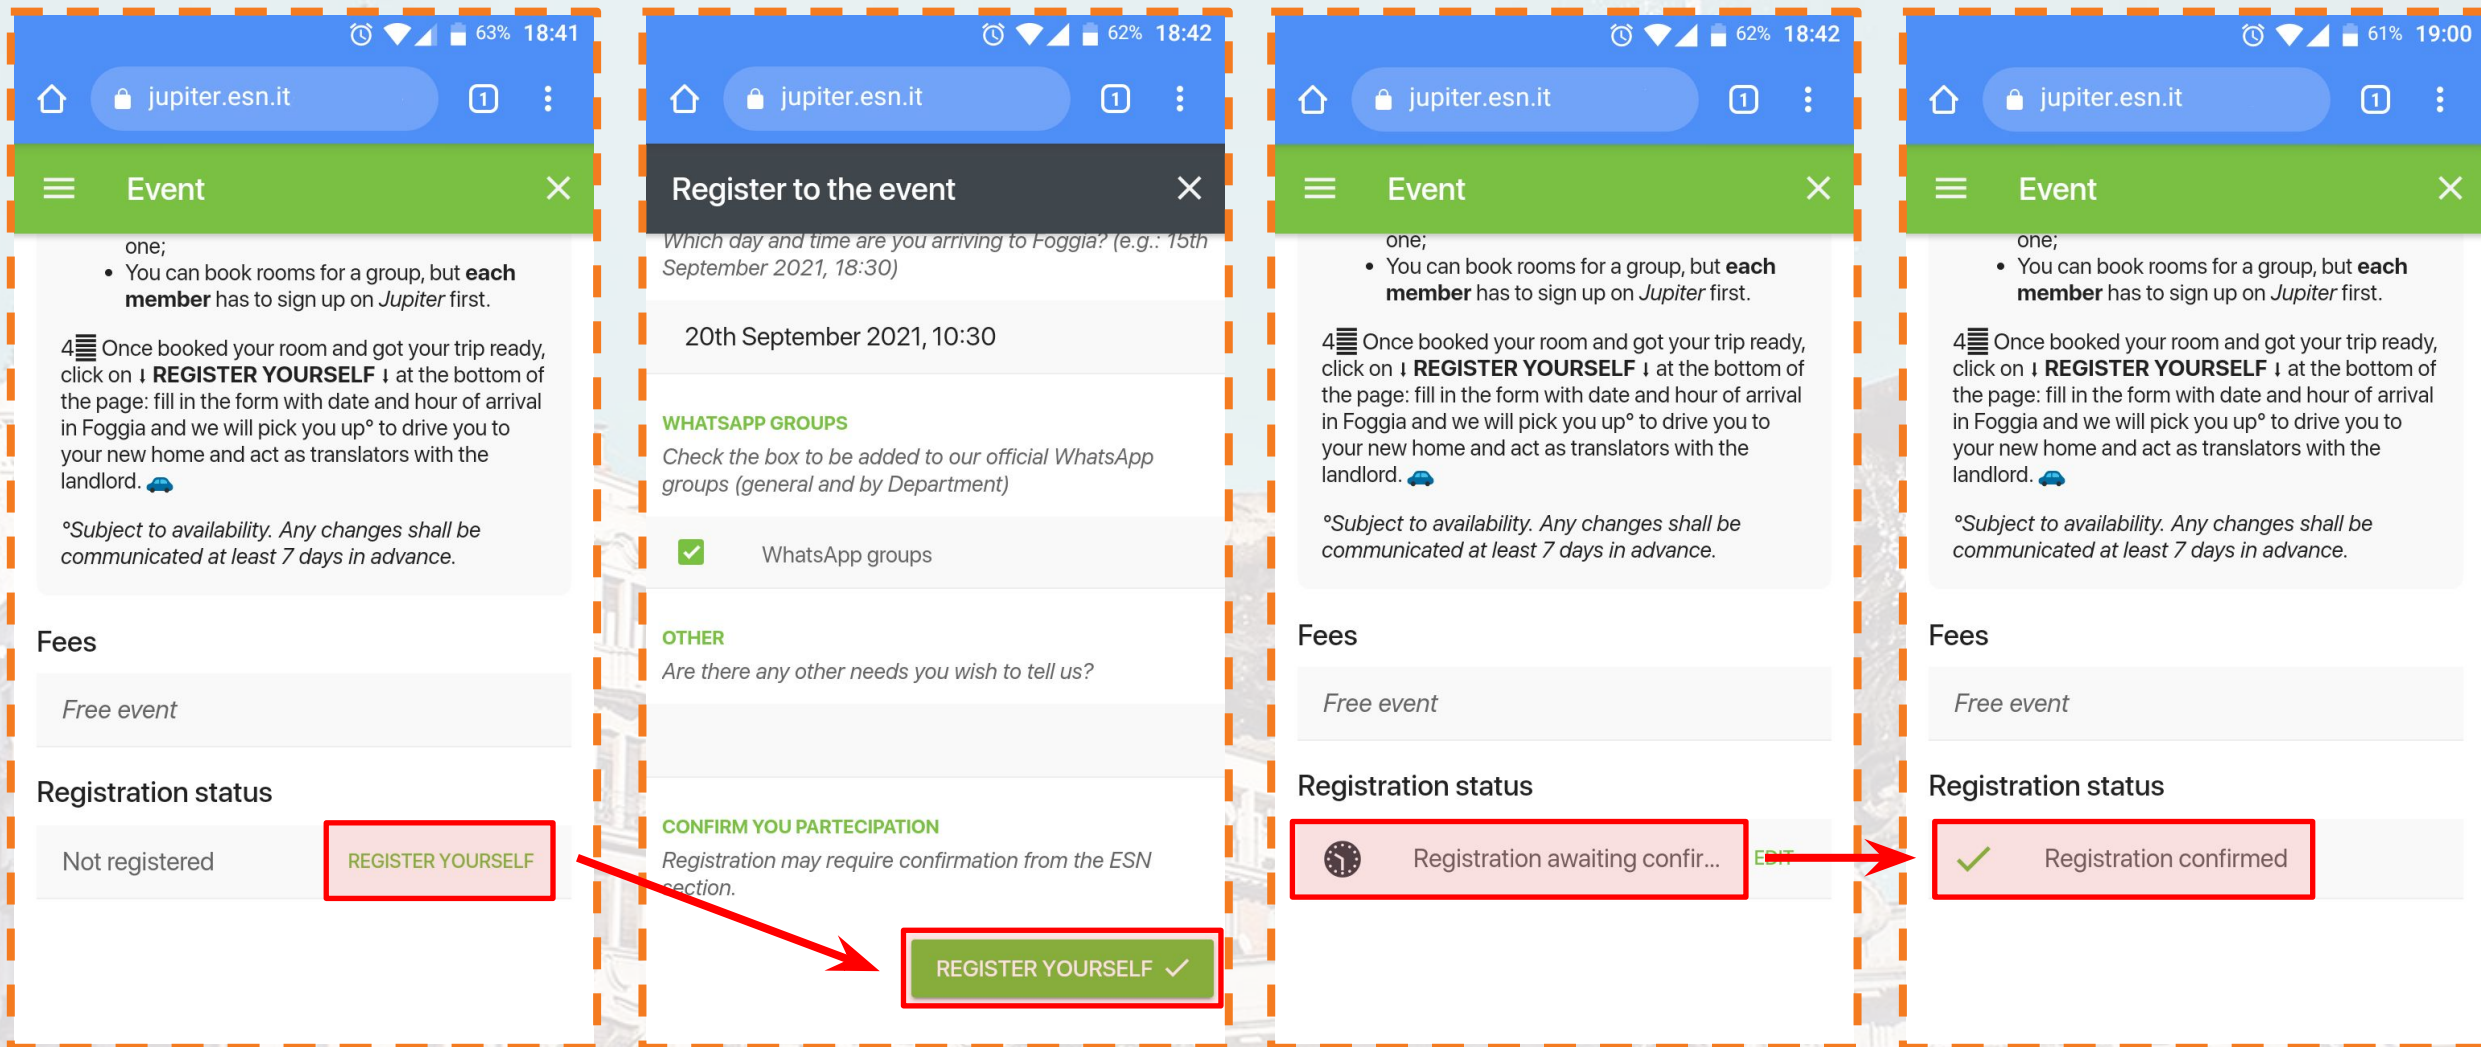 63% 18:41
jupiter.esn.it
1
Event
one;
• You can book rooms for a group, but each
member has to sign up on Jupiter first.
4 Once booked your room and got your trip ready,
click on ⭣ REGISTER YOURSELF ⭣ at the bottom of
the page: fill in the form with date and hour of arrival
in Foggia and we will pick you up° to drive you to
your new home and act as translators with the
landlord. 🚗
°Subject to availability. Any changes shall be
communicated at least 7 days in advance.
Fees
Free event
Registration status
Not registered
REGISTER YOURSELF
62% 18:42
jupiter.esn.it
1
Register to the event
Which day and time are you arriving to Foggia? (e.g.: 15th
September 2021, 18:30)
20th September 2021, 10:30
WHATSAPP GROUPS
Check the box to be added to our official WhatsApp
groups (general and by Department)
WhatsApp groups
OTHER
Are there any other needs you wish to tell us?
CONFIRM YOU PARTECIPATION
Registration may require confirmation from the ESN
section.
REGISTER YOURSELF
62% 18:42
jupiter.esn.it
1
Event
one;
• You can book rooms for a group, but each
member has to sign up on Jupiter first.
4 Once booked your room and got your trip ready,
click on ⭣ REGISTER YOURSELF ⭣ at the bottom of
the page: fill in the form with date and hour of arrival
in Foggia and we will pick you up° to drive you to
your new home and act as translators with the
landlord. 🚗
°Subject to availability. Any changes shall be
communicated at least 7 days in advance.
Fees
Free event
Registration status
Registration awaiting confir...
EDIT
61% 19:00
jupiter.esn.it
1
Event
one;
• You can book rooms for a group, but each
member has to sign up on Jupiter first.
4 Once booked your room and got your trip ready,
click on ⭣ REGISTER YOURSELF ⭣ at the bottom of
the page: fill in the form with date and hour of arrival
in Foggia and we will pick you up° to drive you to
your new home and act as translators with the
landlord. 🚗
°Subject to availability. Any changes shall be
communicated at least 7 days in advance.
Fees
Free event
Registration status
Registration confirmed